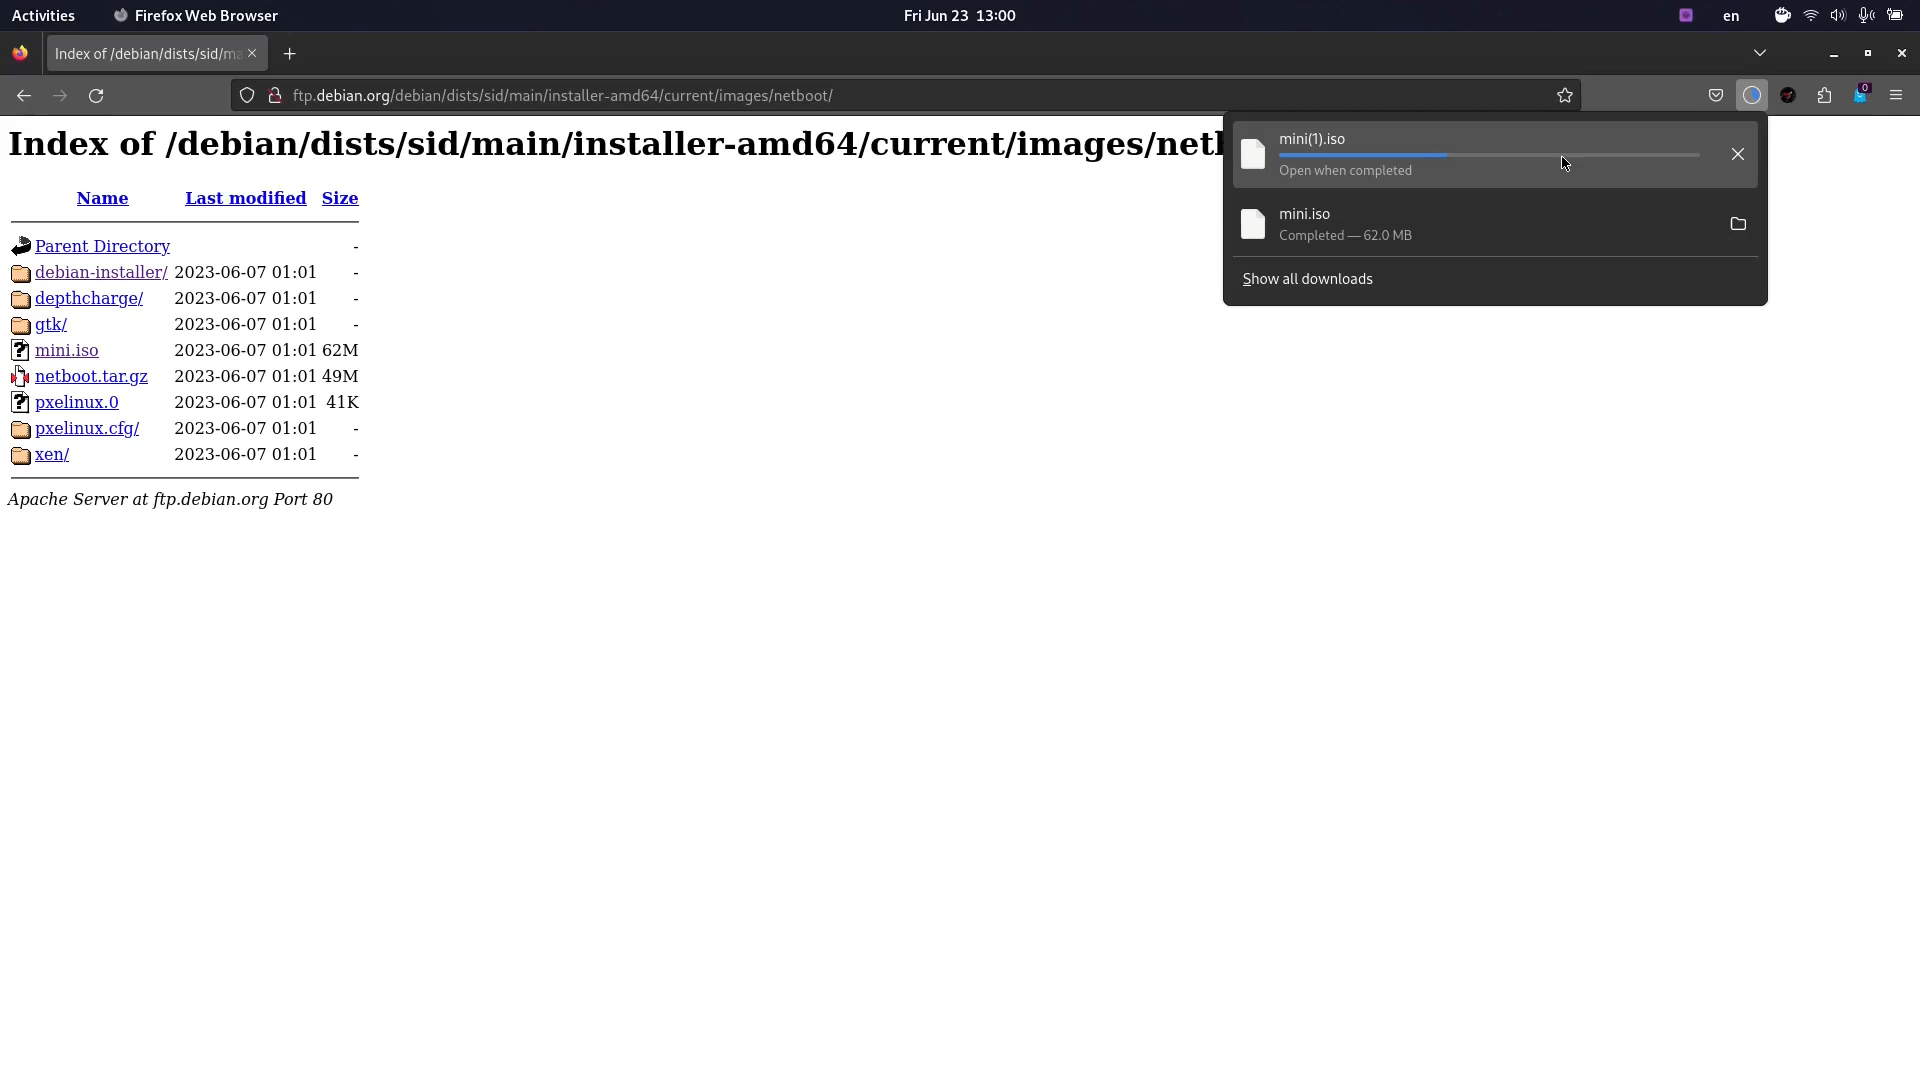 Activities Firefox Web Browser Fri Jun 23 13:00 en
Index of /debian/dists/sid/ma
ftp.debian.org/debian/dists/sid/main/installer-amd64/current/images/netboot/ 0
Index of /debian/dists/sid/main/installer-amd64/current/images/net
Name Last modified Size
Parent Directory -
debian-installer/ 2023-06-07 01:01 -
depthcharge/ 2023-06-07 01:01 -
gtk/ 2023-06-07 01:01 -
mini.iso 2023-06-07 01:01 62M
netboot.tar.gz 2023-06-07 01:01 49M
pxelinux.0 2023-06-07 01:01 41K
pxelinux.cfg/ 2023-06-07 01:01 -
xen/ 2023-06-07 01:01 -
Apache Server at ftp.debian.org Port 80
mini(1).iso
Open when completed
mini.iso
Completed — 62.0 MB
Show all downloads